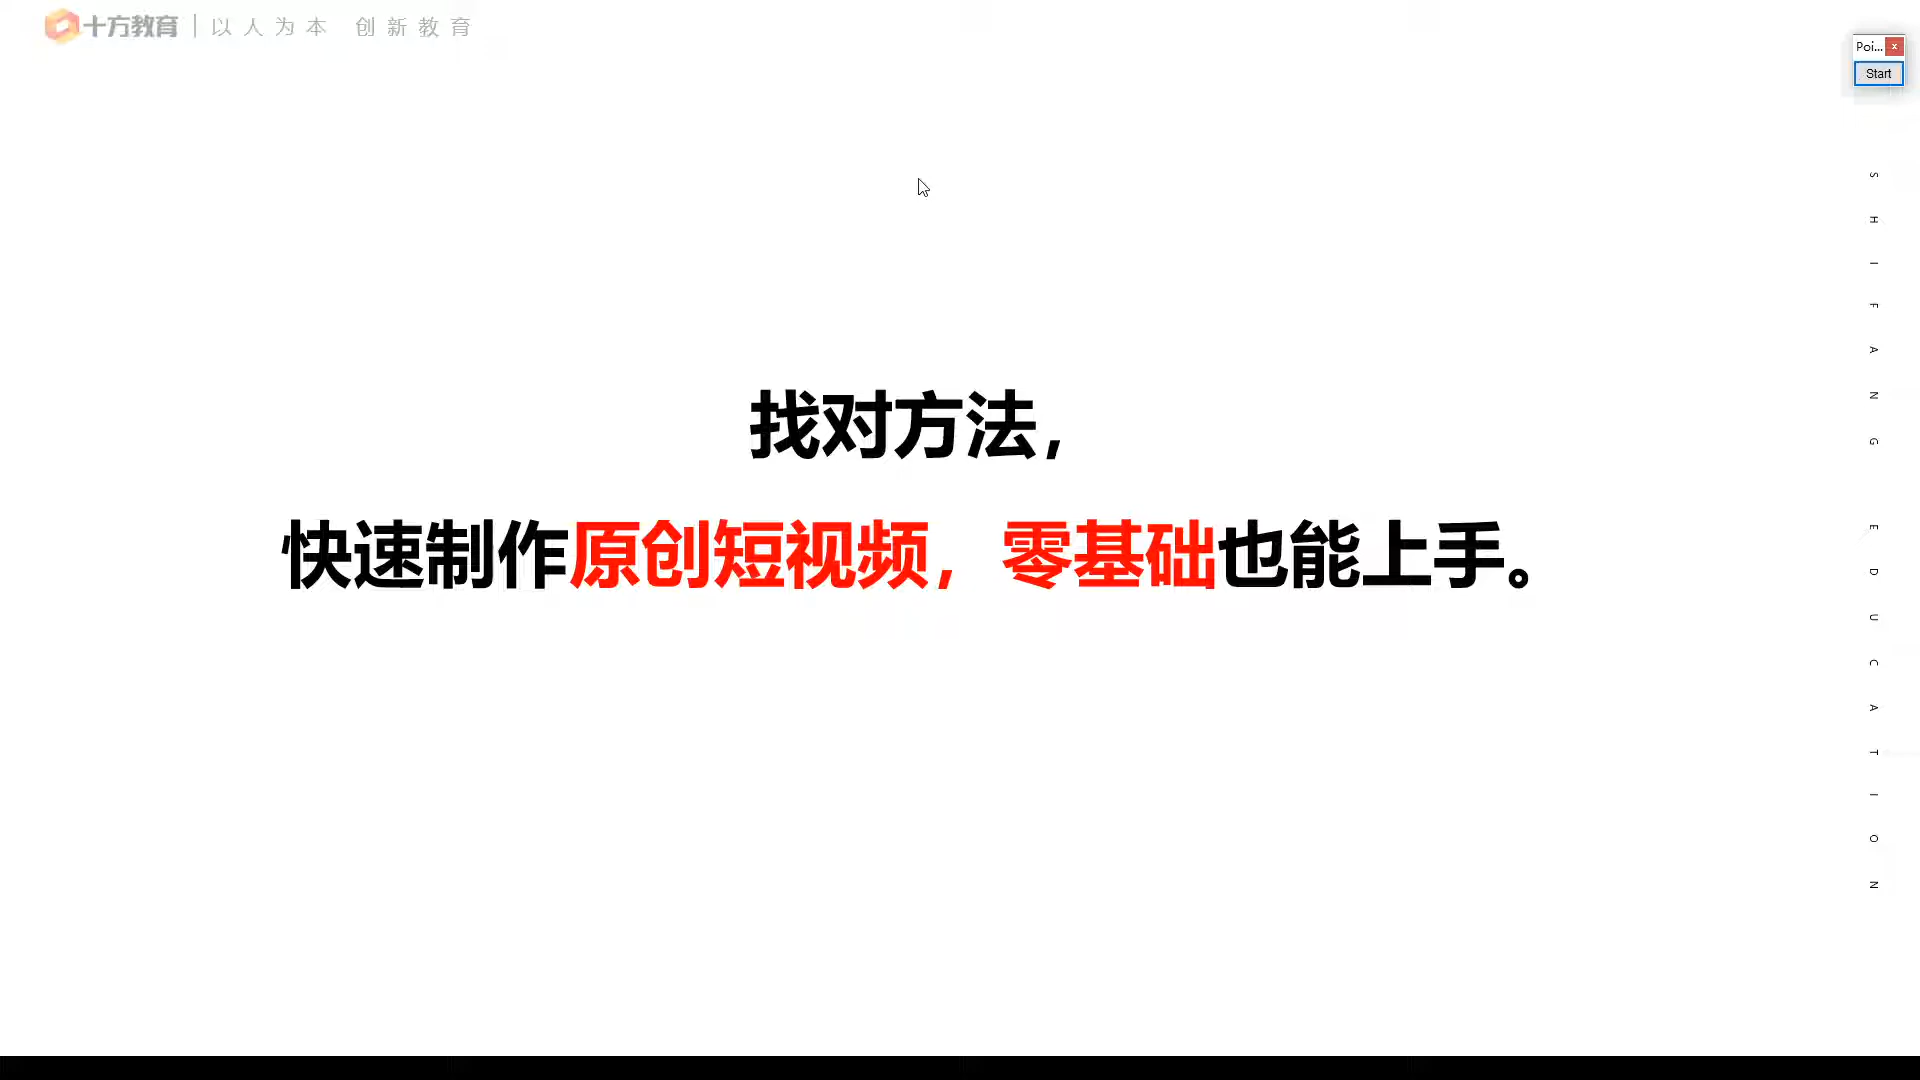 十方教育 | 以人为本 创新教育
Poi... x
Start
找对方法，
快速制作原创短视频，零基础也能上手。
SHIFANG EDUCATION